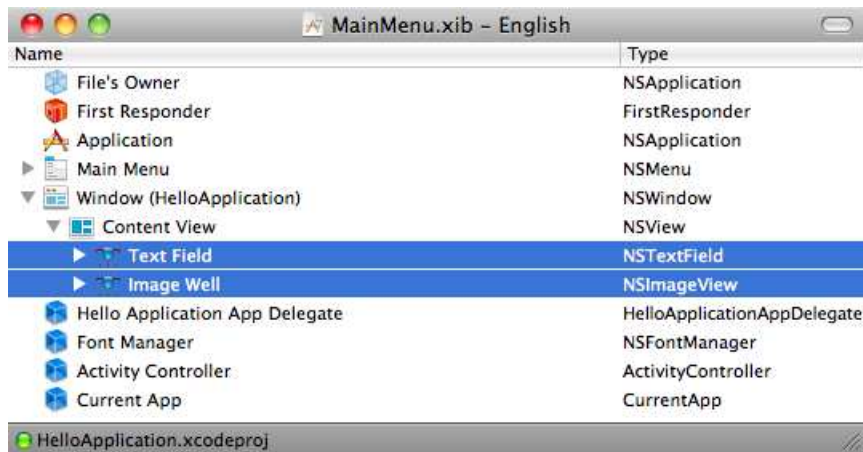 MainMenu.xib – English
Name Type
File's Owner NSApplication
First Responder FirstResponder
Application NSApplication
Main Menu NSMenu
Window (HelloApplication) NSWindow
Content View NSView
Text Field NSTextField
Image Well NSImageView
Hello Application App Delegate HelloApplicationAppDelegate
Font Manager NSFontManager
Activity Controller ActivityController
Current App CurrentApp
HelloApplication.xcodeproj